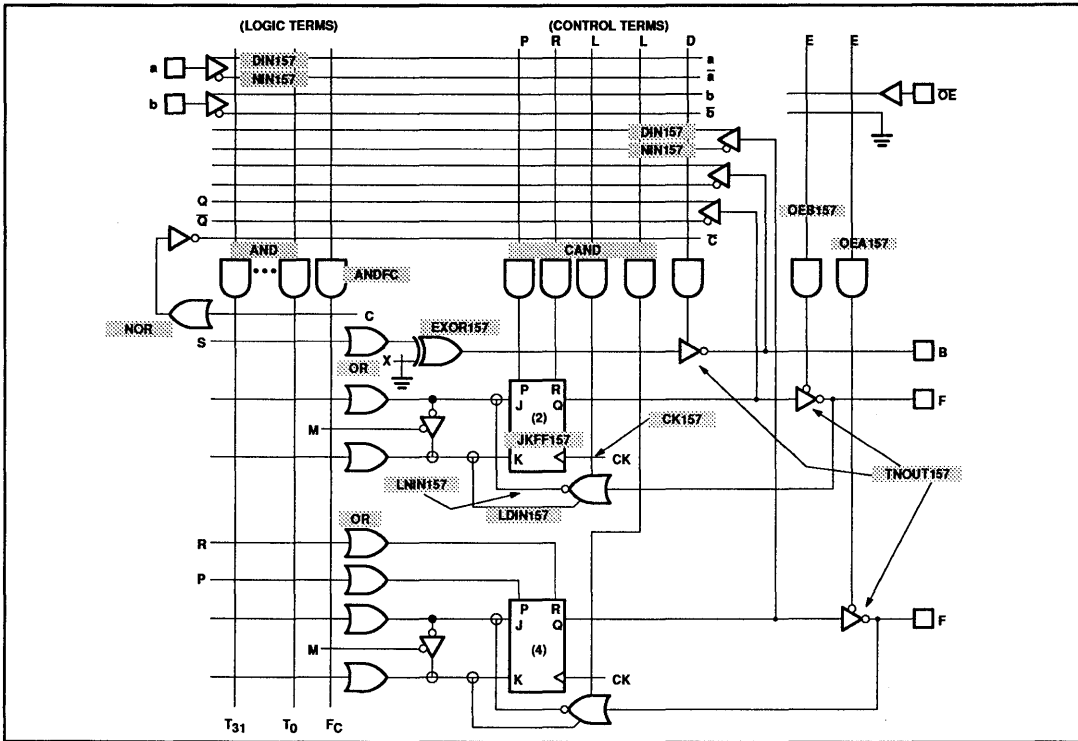 (LOGIC TERMS) (CONTROL TERMS)
P R L L D E E
a DIN157 a
NIN157 a̅
b b
b̅
OE̅
DIN157
NIN157
Q
Q̅ OEB157
C̅
OEA157
AND CAND
ANDFC
NOR C
S EXOR157
X
OR
B
P R
J Q
(2)
F
M CK157
JKFF157
K CK
TNOUT157
LNIN157
LDIN157
OR
R
P
P R
J Q
F
M (4)
K CK
T31 T0 FC